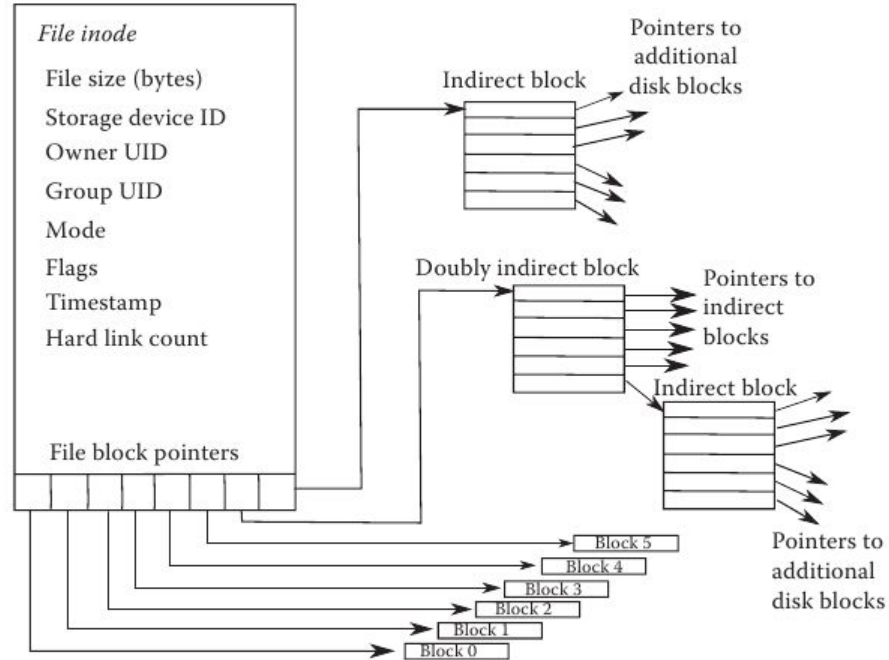 File inode
File size (bytes)
Storage device ID
Owner UID
Group UID
Mode
Flags
Timestamp
Hard link count
File block pointers
Indirect block
Pointers to
additional
disk blocks
Doubly indirect block
Pointers to
indirect
blocks
Indirect block
Pointers to
additional
disk blocks
Block 5
Block 4
Block 3
Block 2
Block 1
Block 0